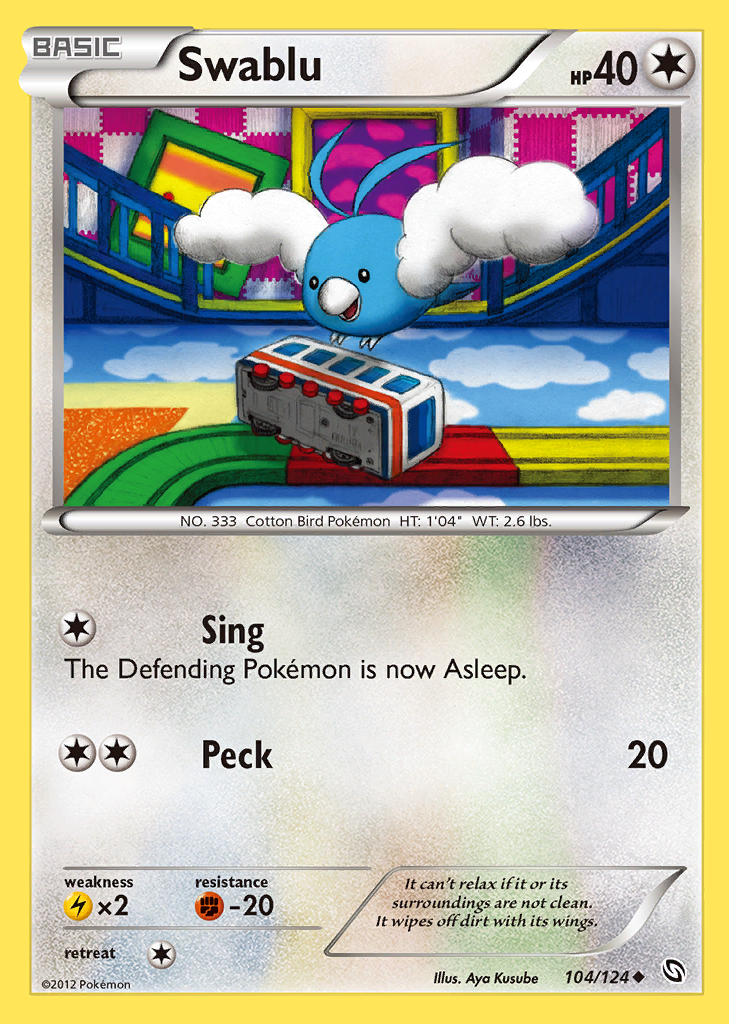 BASIC
Swablu
HP40
NO. 333 Cotton Bird Pokémon HT: 1'04" WT: 2.6 lbs.
Sing
The Defending Pokémon is now Asleep.
Peck 20
weakness resistance
×2 -20
It can't relax if it or its
surroundings are not clean.
It wipes off dirt with its wings.
retreat
©2012 Pokémon
Illus. Aya Kusube 104/124